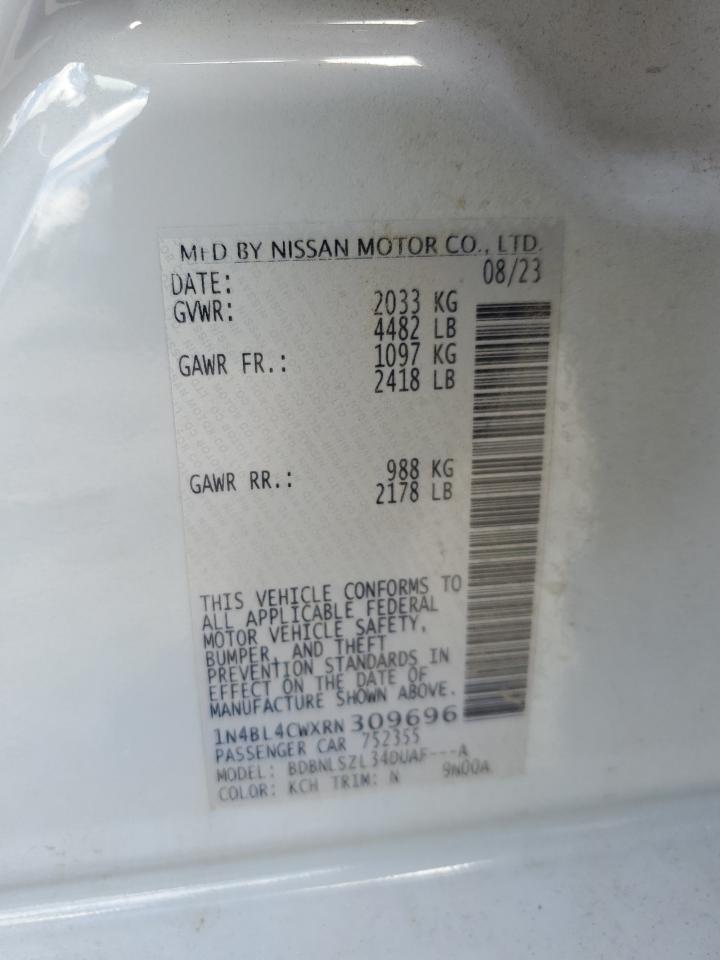 MFD BY NISSAN MOTOR CO., LTD.
DATE: 08/23
GVWR: 2033 KG
4482 LB
GAWR FR.: 1097 KG
2418 LB
GAWR RR.: 988 KG
2178 LB
THIS VEHICLE CONFORMS TO
ALL APPLICABLE FEDERAL
MOTOR VEHICLE SAFETY,
BUMPER, AND THEFT
PREVENTION STANDARDS IN
EFFECT ON THE DATE OF
MANUFACTURE SHOWN ABOVE.
1N4BL4CWXRN 309696
PASSENGER CAR 752355
MODEL: BDBNLSZL34DUAF---A
COLOR: KCH TRIM: N 9N00A